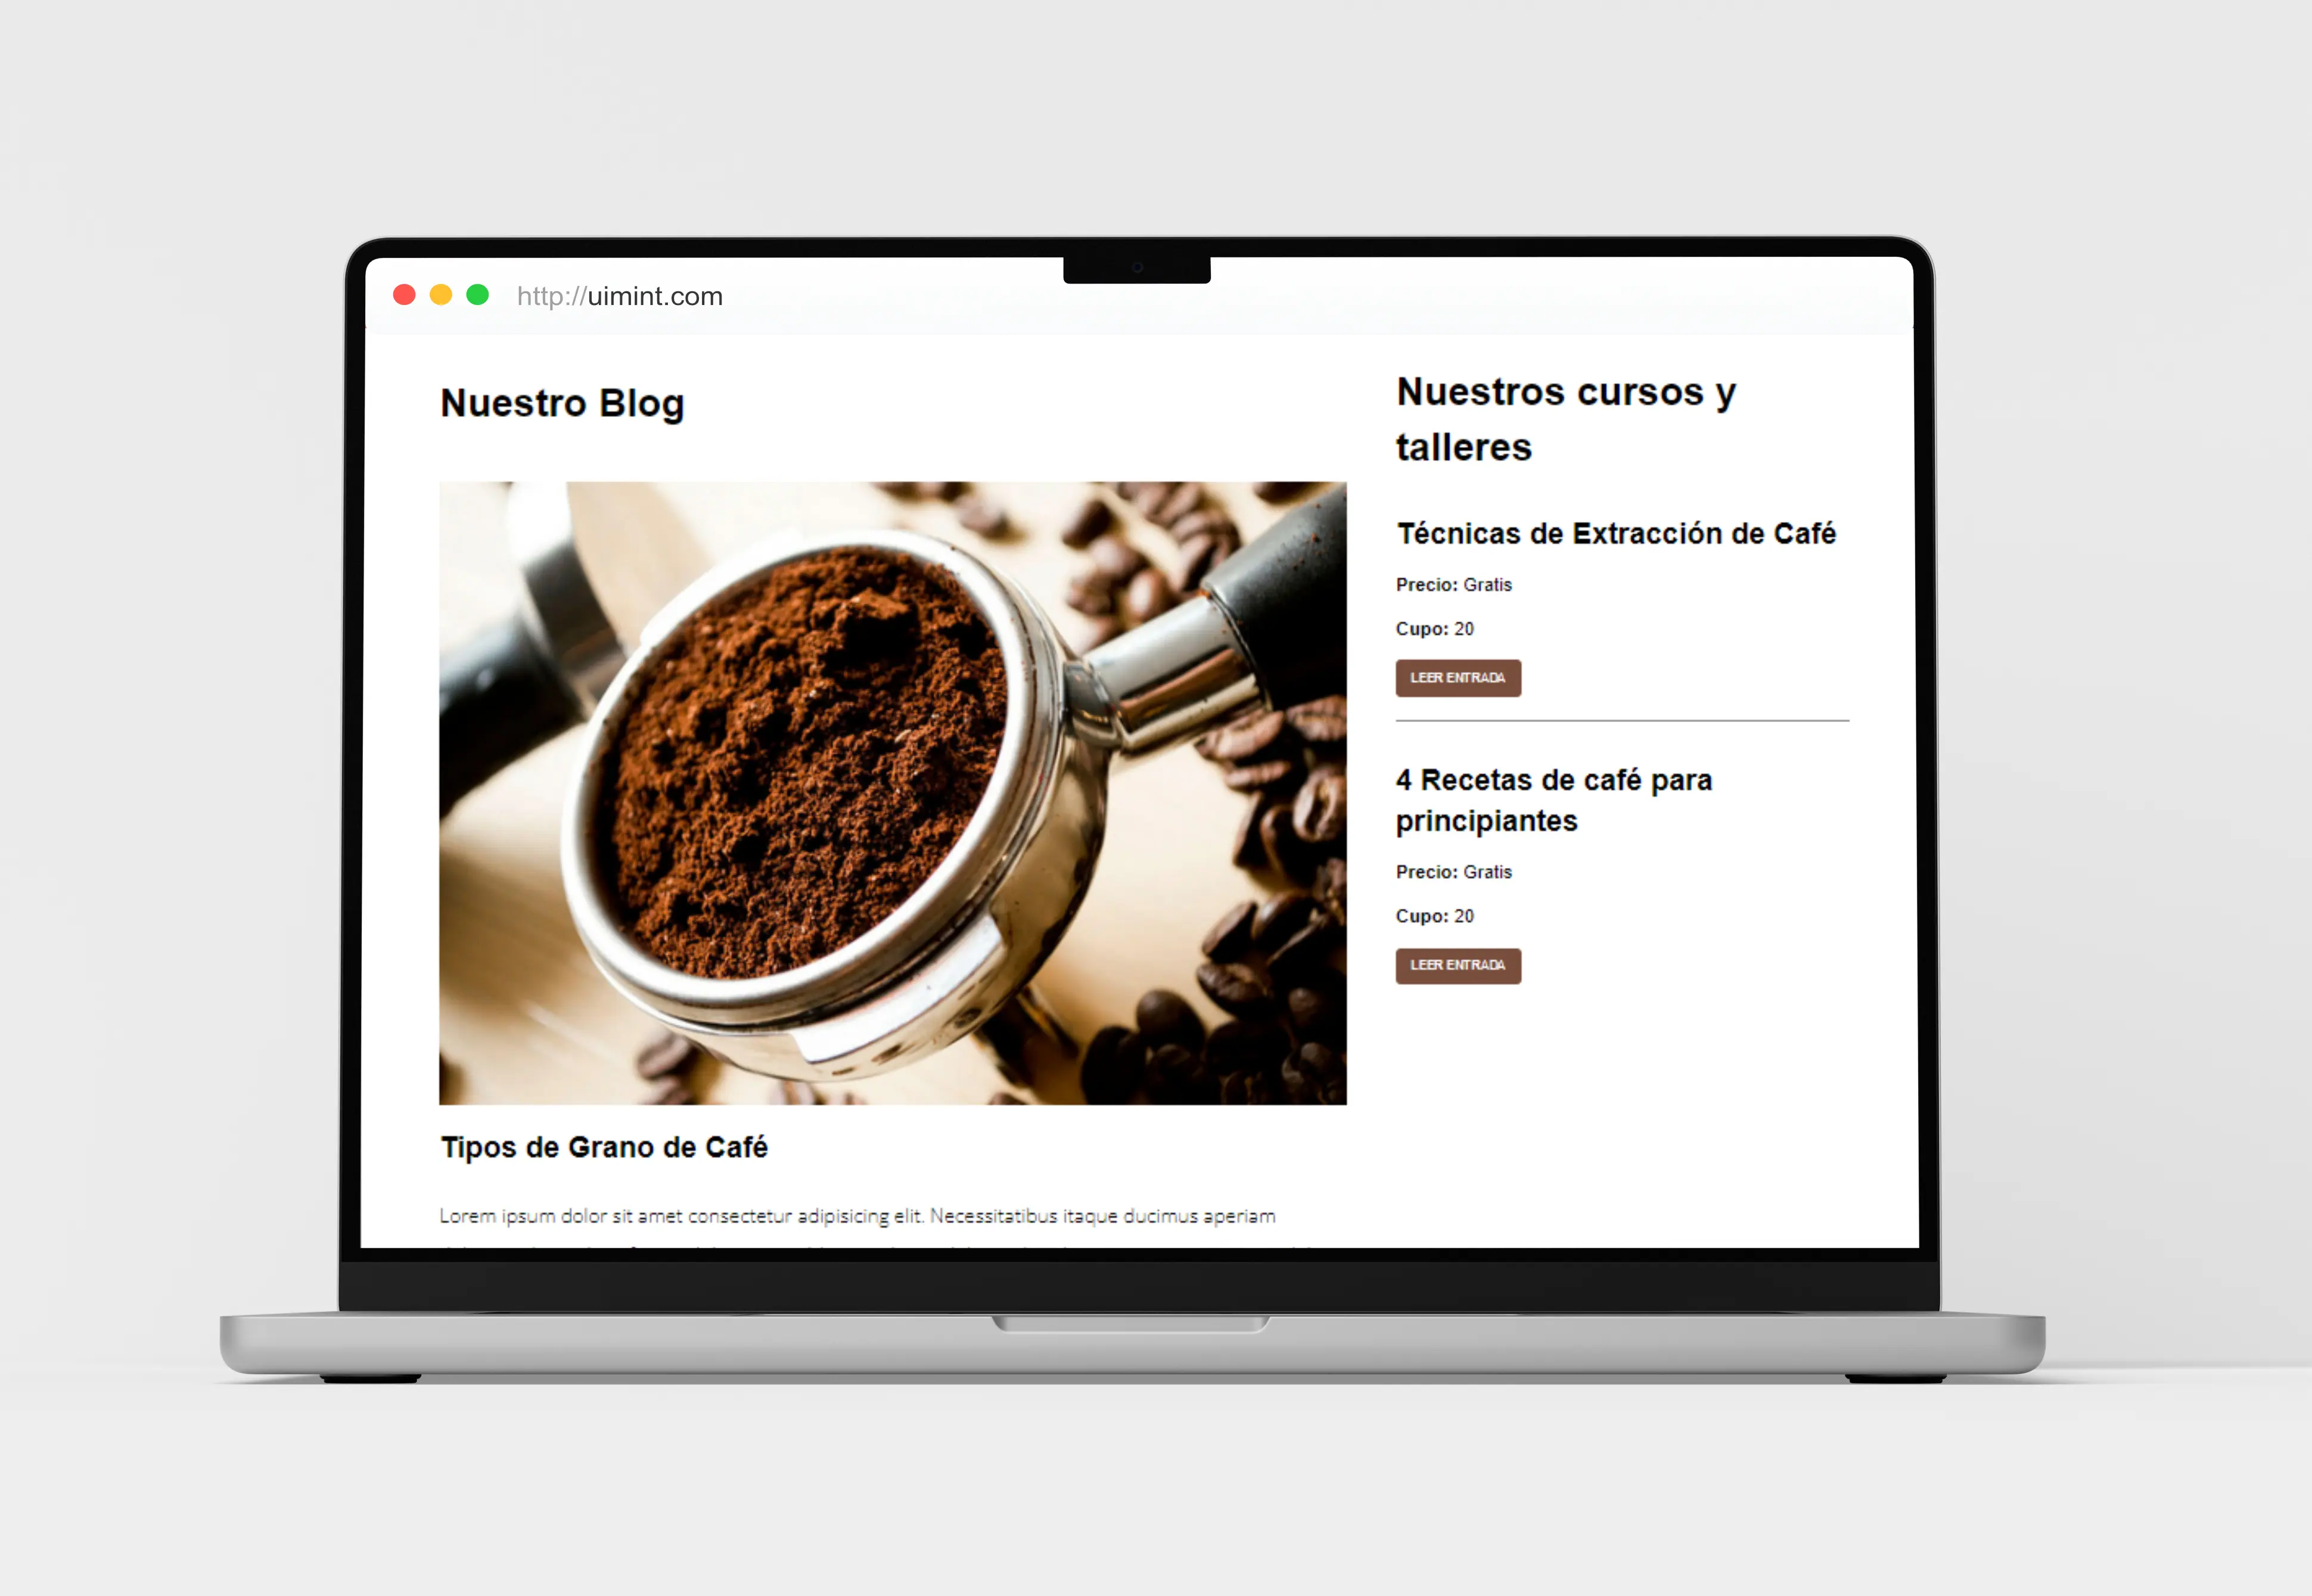 http://uimint.com
Nuestro Blog
Tipos de Grano de Café
Lorem ipsum dolor sit amet consectetur adipisicing elit. Necessitatibus itaque ducimus aperiam
Nuestros cursos y
talleres
Técnicas de Extracción de Café
Precio: Gratis
Cupo: 20
LEER ENTRADA
4 Recetas de café para
principiantes
Precio: Gratis
Cupo: 20
LEER ENTRADA